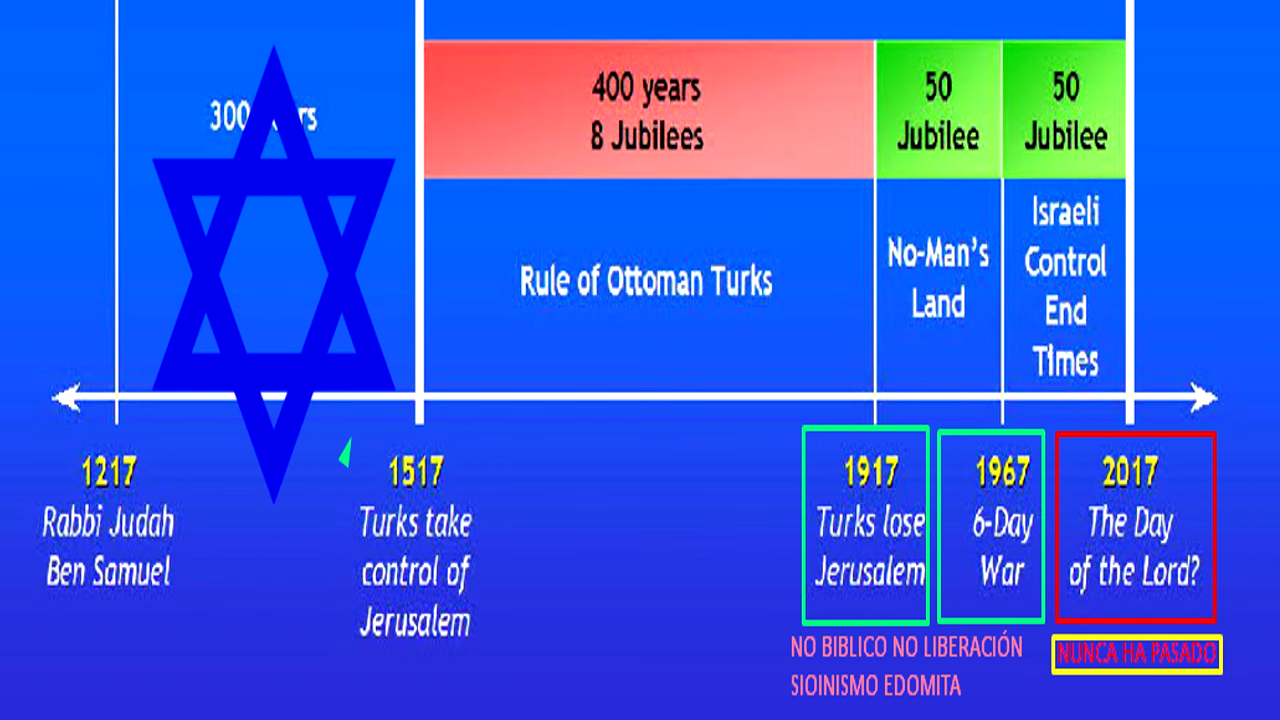 300
400 years
8 Jubilees
50
Jubilee
50
Jubilee
Rule of Ottoman Turks
No-Man's
Land
Israeli
Control
End
Times
1217
Rabbi Judah
Ben Samuel
1517
Turks take
control of
Jerusalem
1917
Turks lose
Jerusalem
1967
6-Day
War
2017
The Day
of the Lord?
NO BIBLICO NO LIBERACIÓN
SIOINISMO EDOMITA
NUNCA HA PASADO